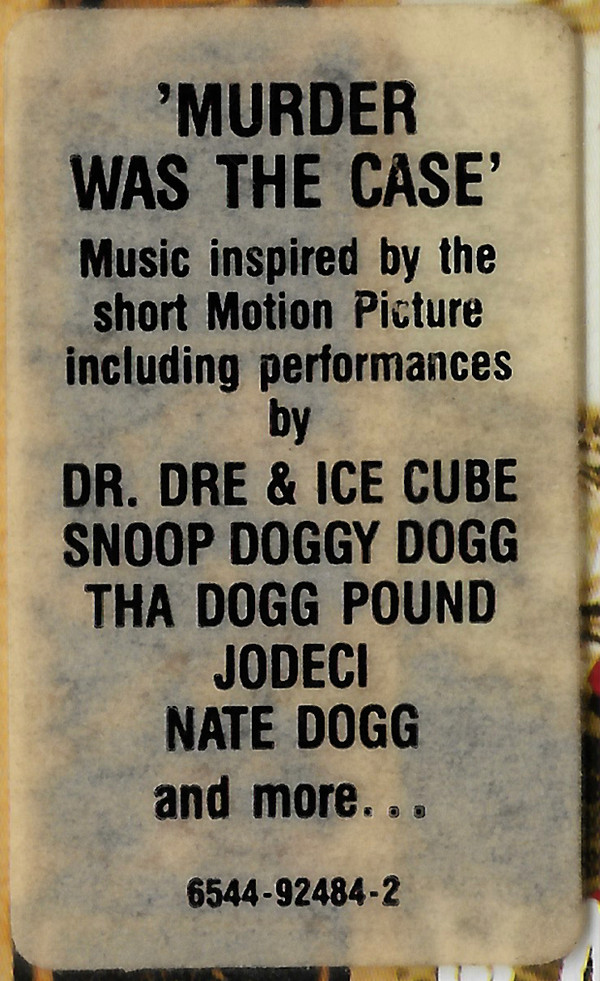 'MURDER
WAS THE CASE'
Music inspired by the
short Motion Picture
including performances
by
DR. DRE & ICE CUBE
SNOOP DOGGY DOGG
THA DOGG POUND
JODECI
NATE DOGG
and more...
6544-92484-2